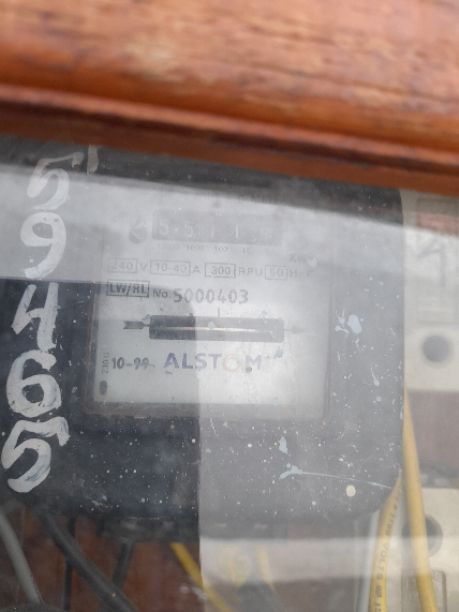 59465
240 V 10-40 A 300 RPU 50 Hz
LW/RL No. 5000403
10-99 ALSTOM